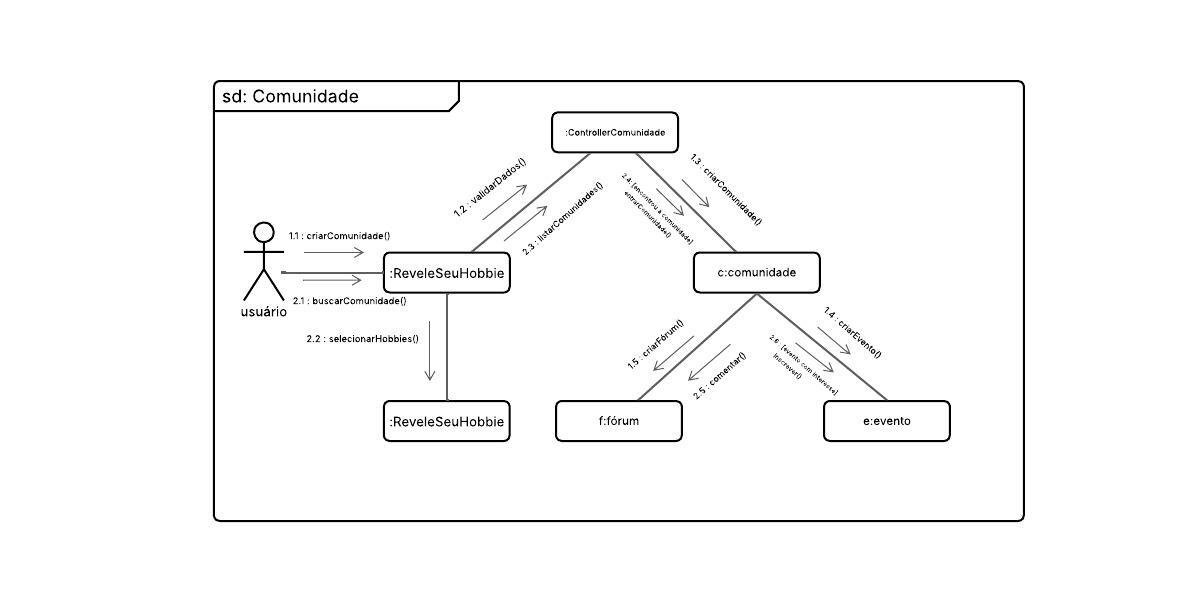 sd: Comunidade
:ControllerComunidade
1.2 : validarDados()
2.3 : listarComunidades()
2.4: [encontrou a comunidade]
entrarComunidade()
1.3 : criarComunidade()
usuário
1.1 : criarComunidade()
2.1 : buscarComunidade()
:ReveleSeuHobbie
c:comunidade
2.2 : selecionarHobbies()
1.5 : criarFórum()
2.5 : comentar()
2.6 : [evento com interesse]
inscrever()
1.4 : criarEvento()
:ReveleSeuHobbie
f:fórum
e:evento